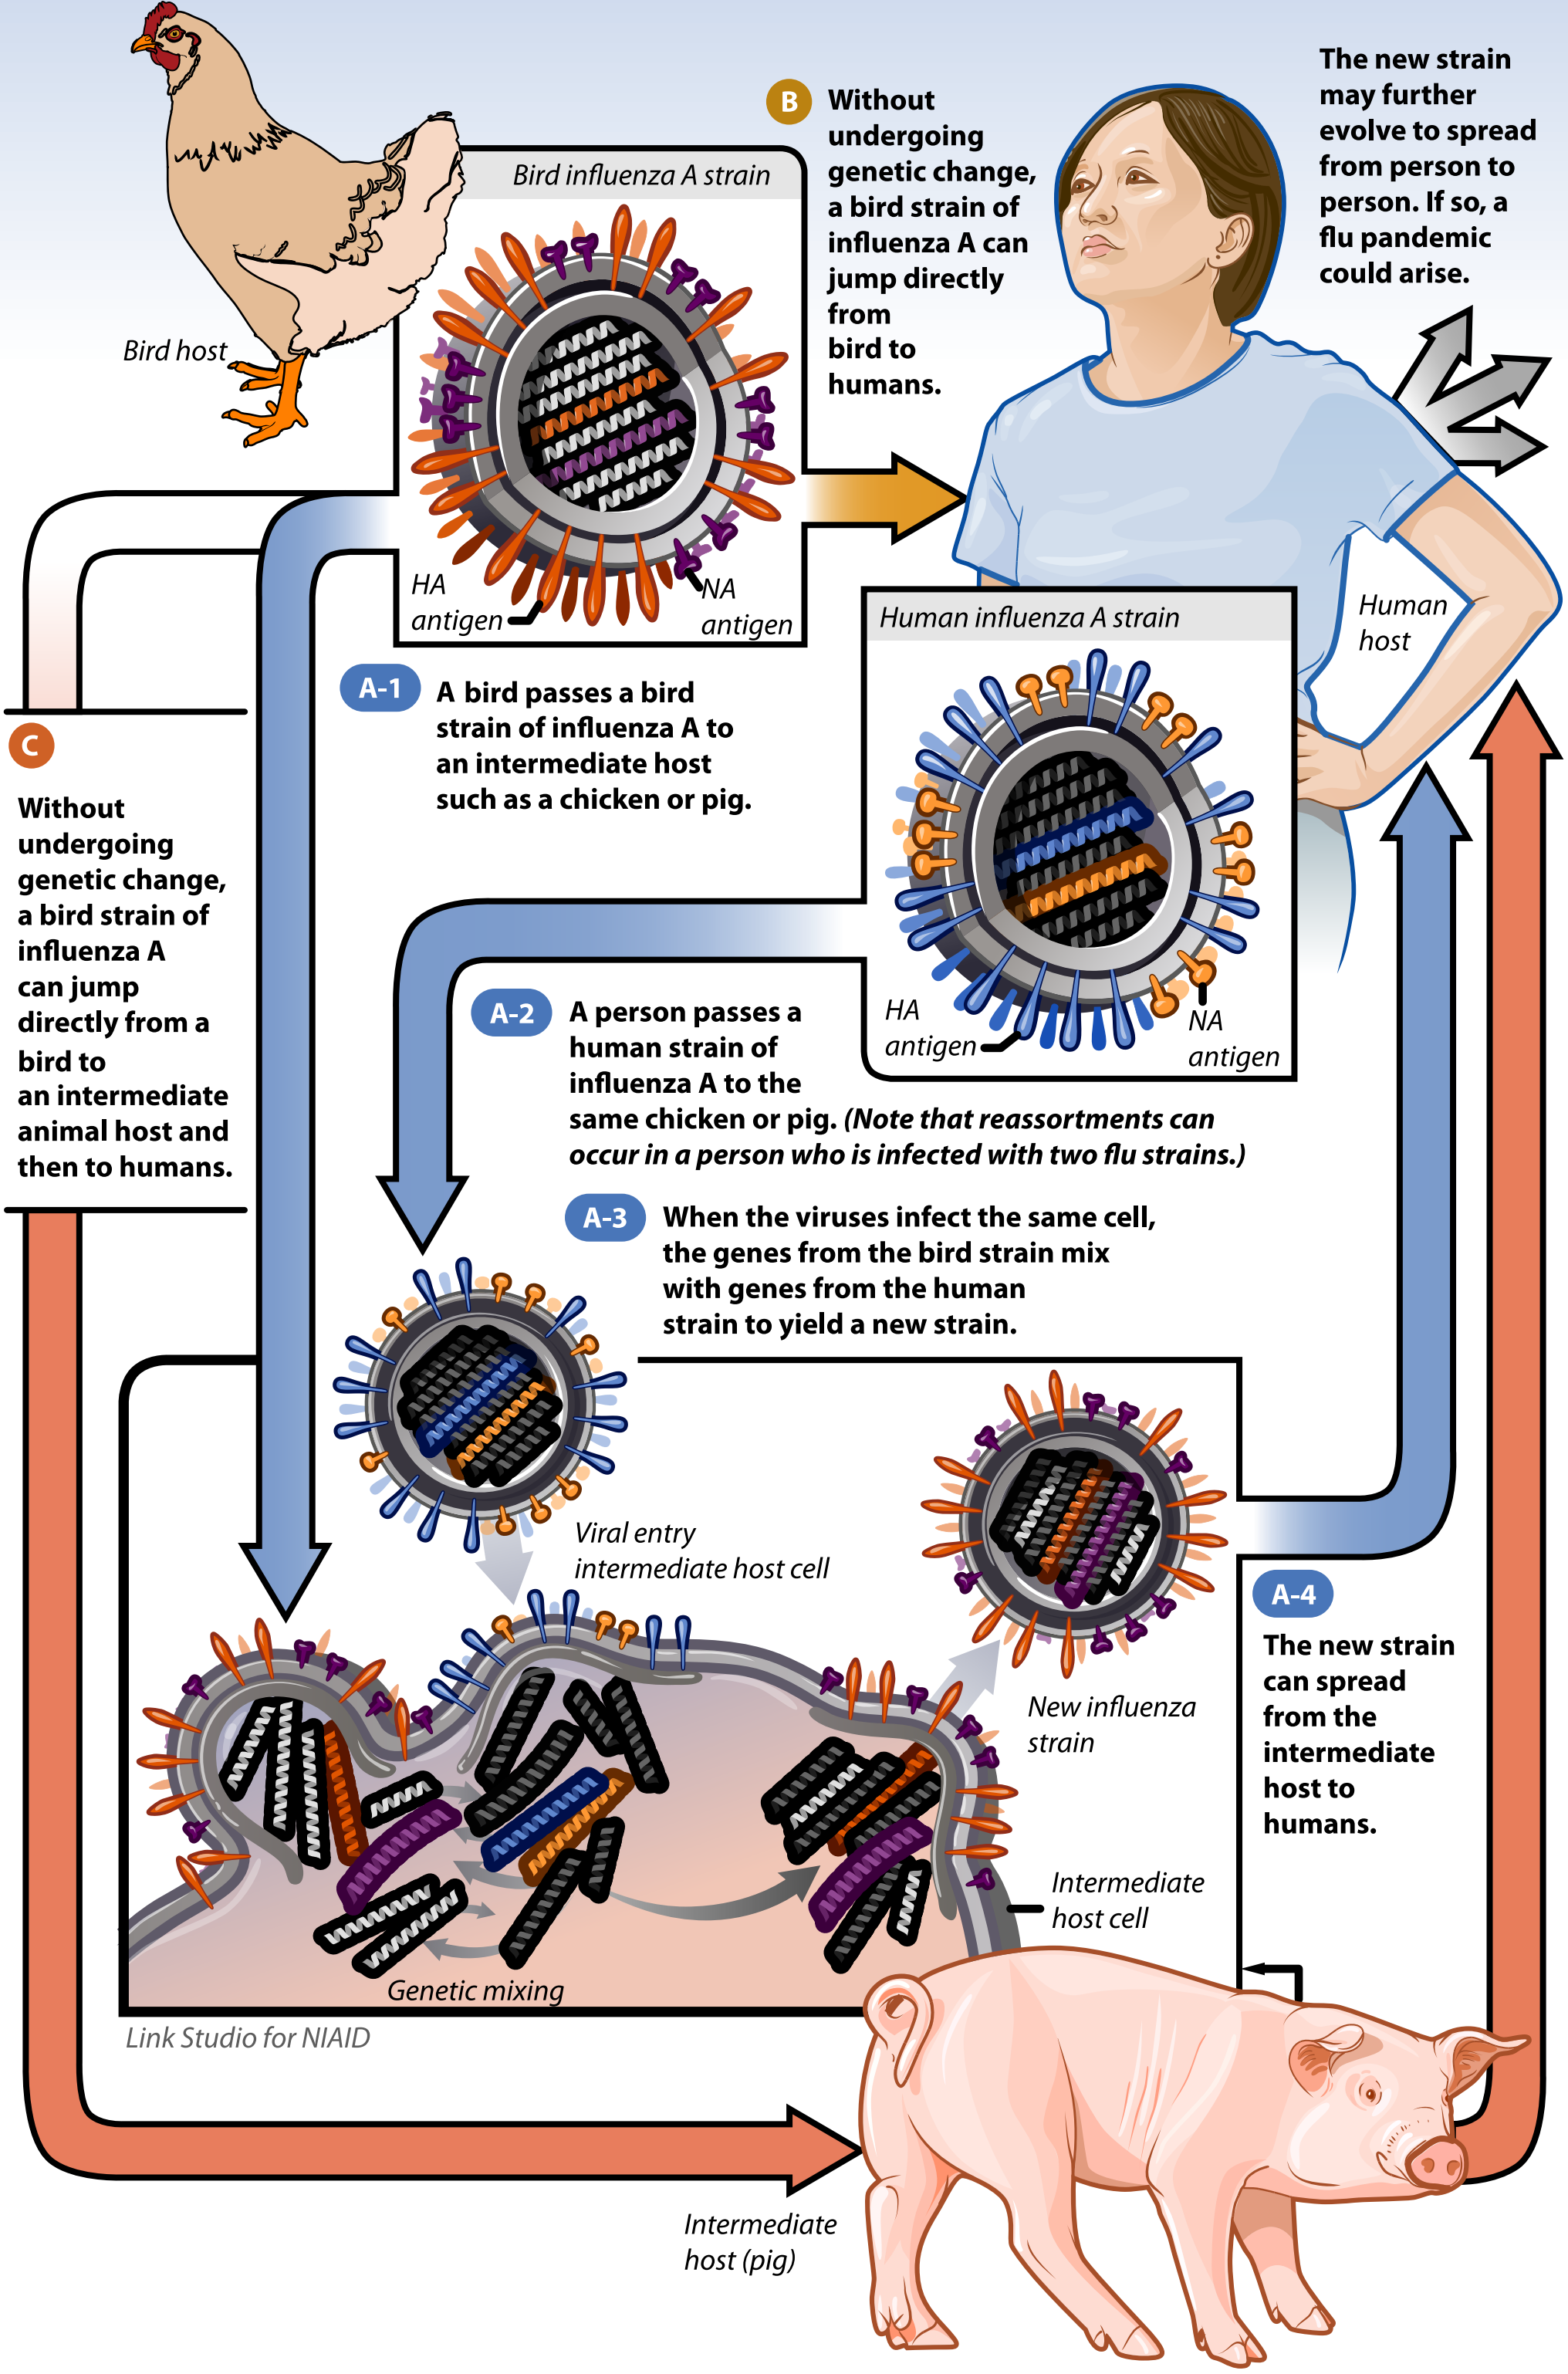 Bird host
Bird influenza A strain
HA
antigen
NA
antigen
B
Without
undergoing
genetic change,
a bird strain of
influenza A can
jump directly
from
bird to
humans.
The new strain
may further
evolve to spread
from person to
person. If so, a
flu pandemic
could arise.
Human
host
Human influenza A strain
HA
antigen
NA
antigen
A-1
A bird passes a bird
strain of influenza A to
an intermediate host
such as a chicken or pig.
C
Without
undergoing
genetic change,
a bird strain of
influenza A
can jump
directly from a
bird to
an intermediate
animal host and
then to humans.
A-2
A person passes a
human strain of
influenza A to the
same chicken or pig. (Note that reassortments can
occur in a person who is infected with two flu strains.)
A-3
When the viruses infect the same cell,
the genes from the bird strain mix
with genes from the human
strain to yield a new strain.
Viral entry
intermediate host cell
New influenza
strain
A-4
The new strain
can spread
from the
intermediate
host to
humans.
Intermediate
host cell
Genetic mixing
Link Studio for NIAID
Intermediate
host (pig)